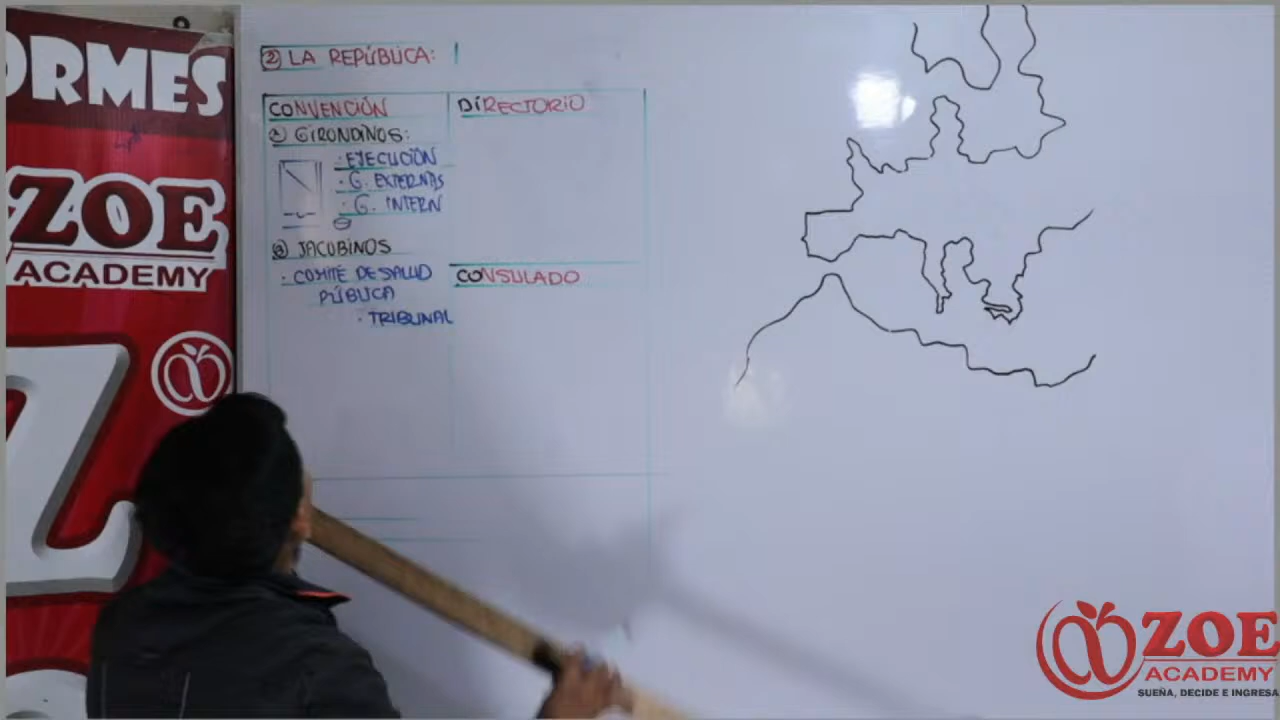 ORMES
ZOE
ACADEMY
Z
② LA REPÚBLICA:
CONVENCIÓN
① GIRONDINOS:
· EJECUCIÓN
· G. EXTERNAS
· G. INTERN
② JACOBINOS
· COMITÉ DE SALUD
PÚBLICA
· TRIBUNAL
DIRECTORIO
CONSULADO
ZOE
ACADEMY
SUEÑA, DECIDE E INGRESA